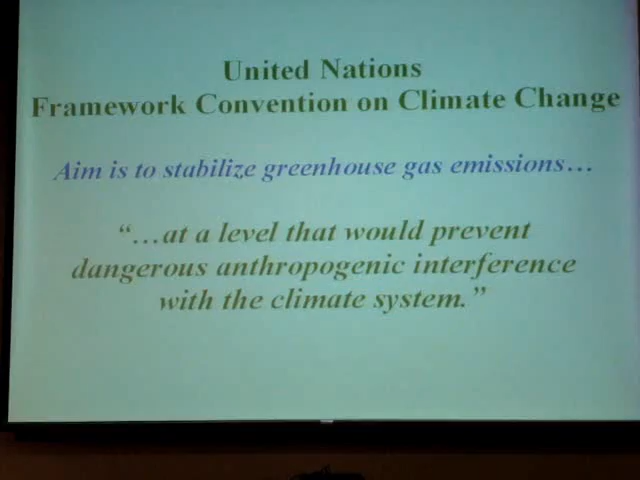 United Nations
Framework Convention on Climate Change
Aim is to stabilize greenhouse gas emissions…
“…at a level that would prevent
dangerous anthropogenic interference
with the climate system.”